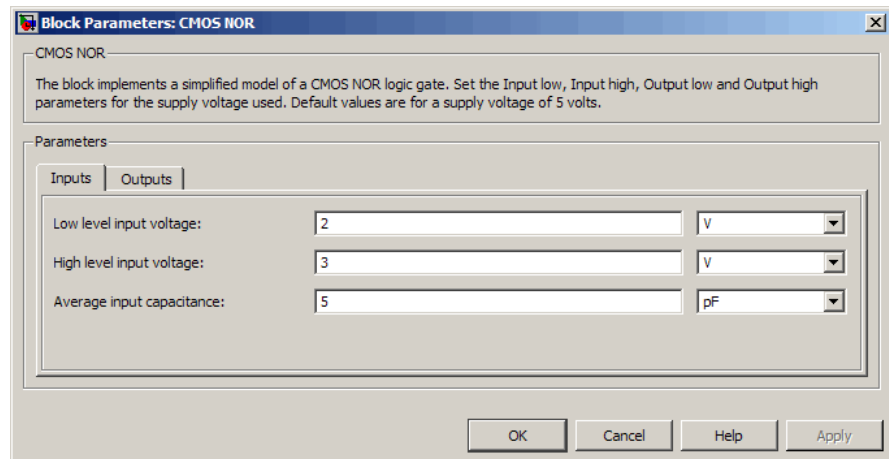 Block Parameters: CMOS NOR
CMOS NOR
The block implements a simplified model of a CMOS NOR logic gate. Set the Input low, Input high, Output low and Output high
parameters for the supply voltage used. Default values are for a supply voltage of 5 volts.
Parameters
Inputs Outputs
Low level input voltage: 2 V
High level input voltage: 3 V
Average input capacitance: 5 pF
OK Cancel Help Apply